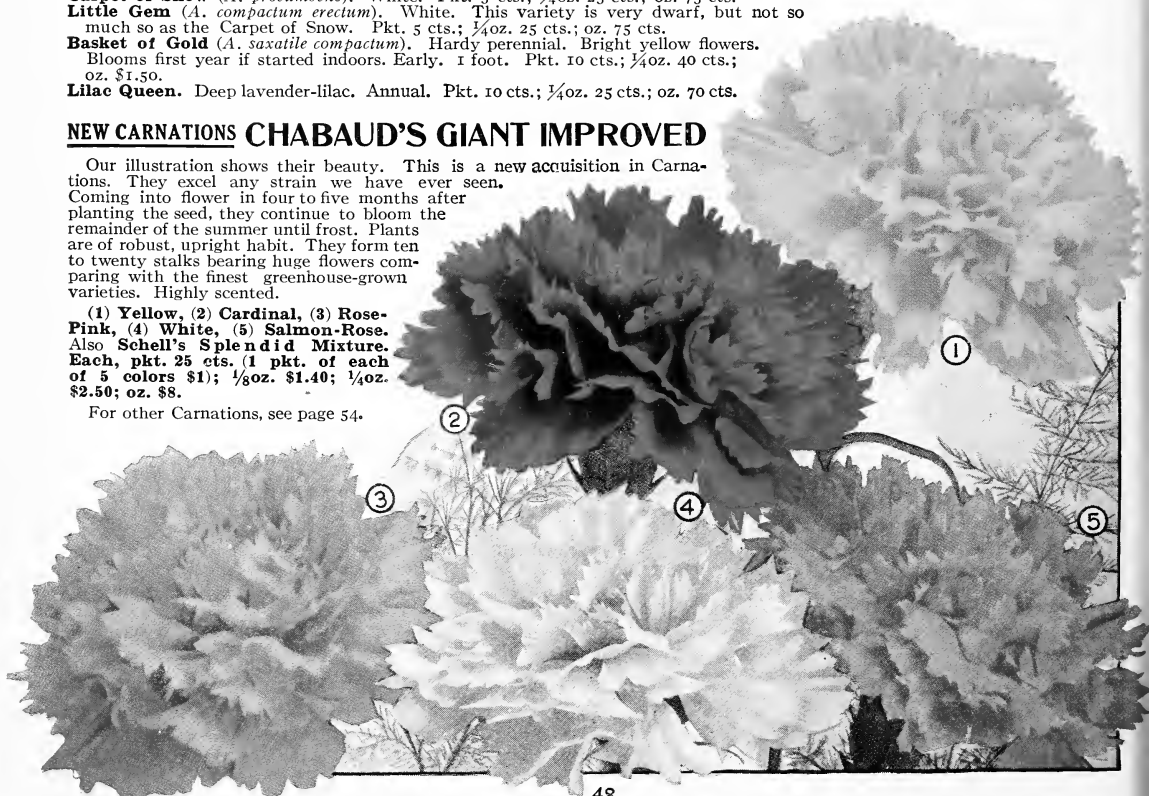 Little Gem (A. compactum erectum). White. This variety is very dwarf, but not so
much so as the Carpet of Snow. Pkt. 5 cts.; ¼oz. 25 cts.; oz. 75 cts.
Basket of Gold (A. saxatile compactum). Hardy perennial. Bright yellow flowers.
Blooms first year if started indoors. Early. 1 foot. Pkt. 10 cts.; ¼oz. 40 cts.;
oz. $1.50.
Lilac Queen. Deep lavender-lilac. Annual. Pkt. 10 cts.; ¼oz. 25 cts.; oz. 70 cts.
NEW CARNATIONS CHABAUD'S GIANT IMPROVED
Our illustration shows their beauty. This is a new acquisition in Carna-
tions. They excel any strain we have ever seen.
Coming into flower in four to five months after
planting the seed, they continue to bloom the
remainder of the summer until frost. Plants
are of robust, upright habit. They form ten
to twenty stalks bearing huge flowers com-
paring with the finest greenhouse-grown
varieties. Highly scented.
(1) Yellow, (2) Cardinal, (3) Rose-
Pink, (4) White, (5) Salmon-Rose.
Also Schell's Splendid Mixture.
Each, pkt. 25 cts. (1 pkt. of each
of 5 colors $1); ⅛oz. $1.40; ¼oz.
$2.50; oz. $8.
For other Carnations, see page 54.
1
2
3
4
5
48